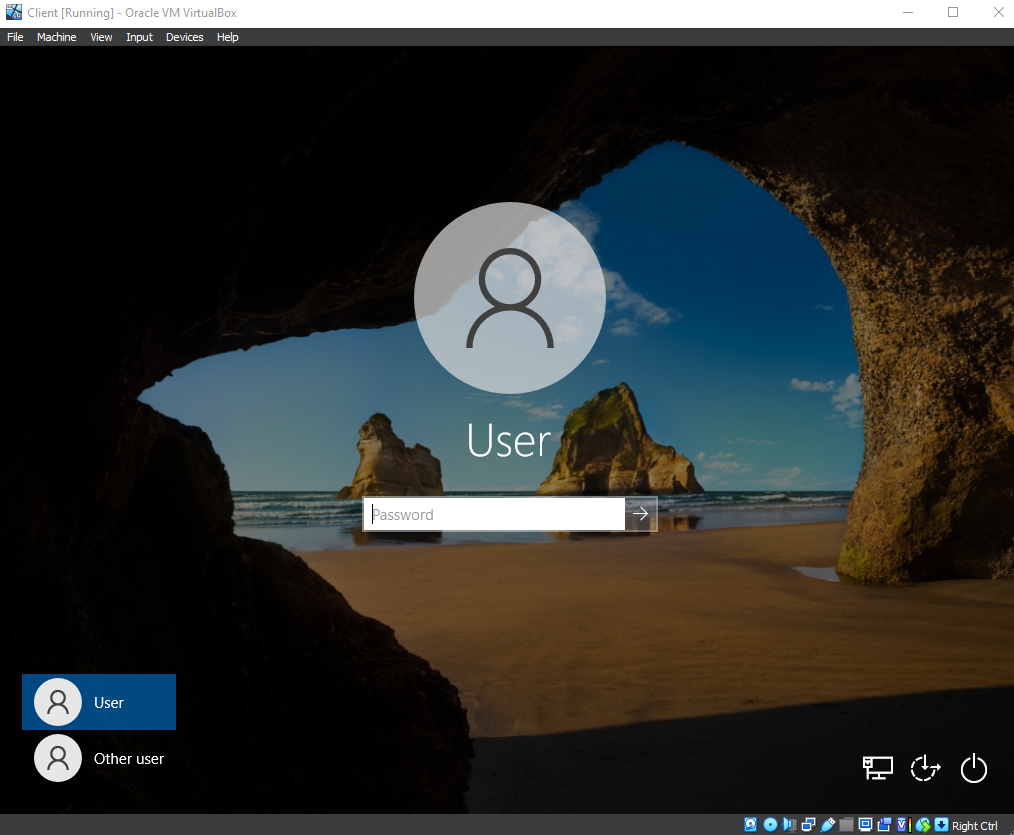 Client [Running] - Oracle VM VirtualBox
File Machine View Input Devices Help
User
Password
User
Other user
Right Ctrl